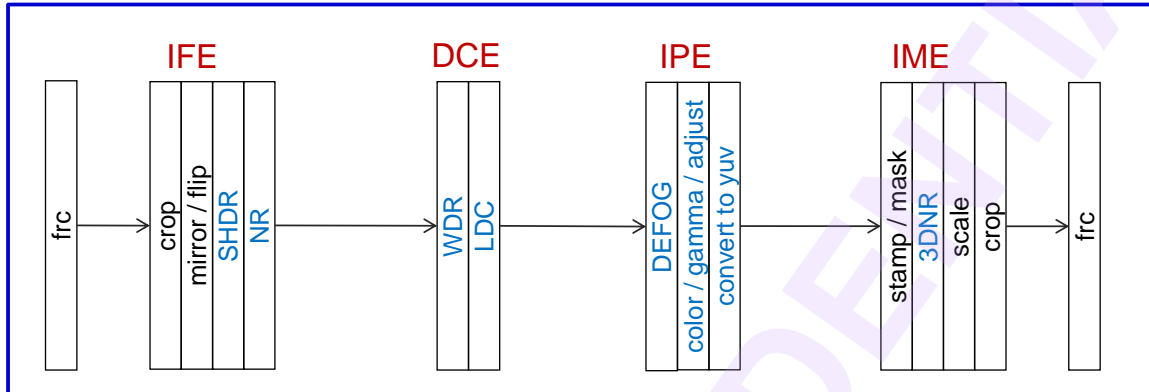 IFE
DCE
IPE
IME
frc
crop
mirror / flip
SHDR
NR
WDR
LDC
DEFOG
color / gamma / adjust
convert to yuv
stamp / mask
3DNR
scale
crop
frc
DENTIA